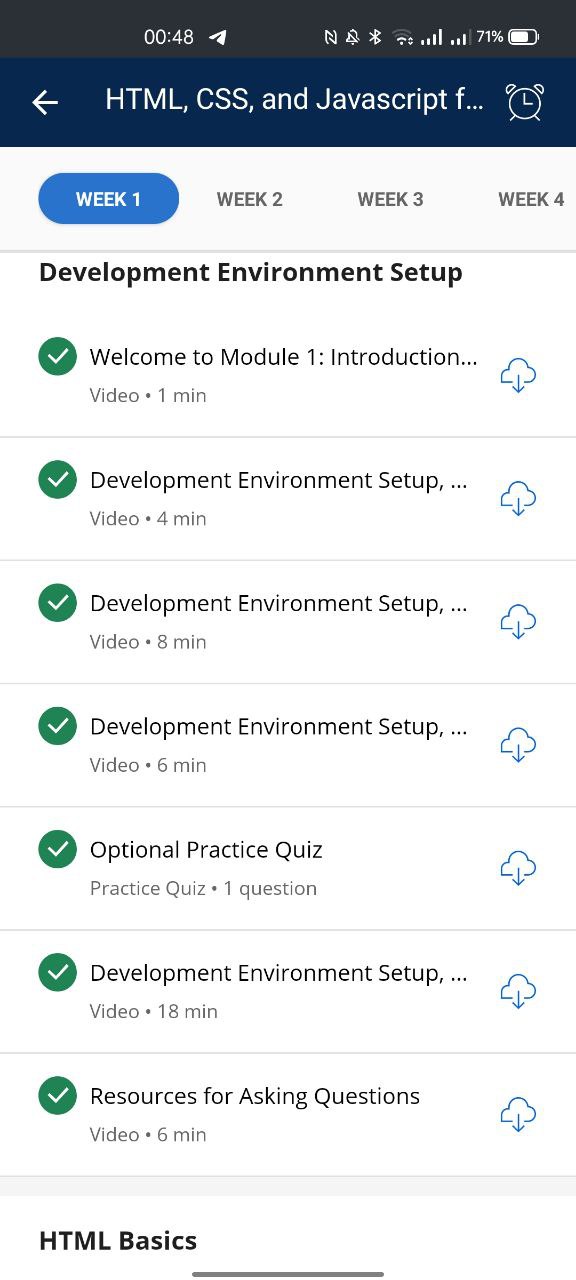 00:48 71%
HTML, CSS, and Javascript f...
WEEK 1 WEEK 2 WEEK 3 WEEK 4
Development Environment Setup
Welcome to Module 1: Introduction...
Video • 1 min
Development Environment Setup, ...
Video • 4 min
Development Environment Setup, ...
Video • 8 min
Development Environment Setup, ...
Video • 6 min
Optional Practice Quiz
Practice Quiz • 1 question
Development Environment Setup, ...
Video • 18 min
Resources for Asking Questions
Video • 6 min
HTML Basics